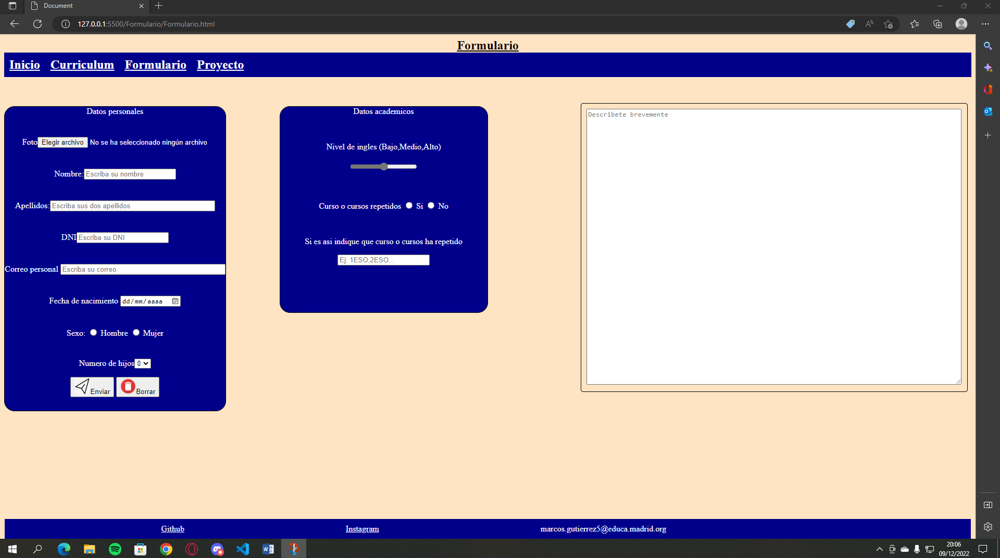 Document
127.0.0.1:5500/Formulario/Formulario.html
Formulario
Inicio Curriculum Formulario Proyecto
Datos personales
Foto Elegir archivo No se ha seleccionado ningún archivo
Nombre: Escriba su nombre
Apellidos: Escriba sus dos apellidos
DNI Escriba su DNI
Correo personal Escriba su correo
Fecha de nacimiento dd/mm/aaaa
Sexo: Hombre Mujer
Numero de hijos 0
Enviar Borrar
Datos academicos
Nivel de ingles (Bajo,Medio,Alto)
Curso o cursos repetidos Si No
Si es asi indique que curso o cursos ha repetido
Ej: 1ESO,2ESO...
Describete brevemente
Github Instagram marcos.gutierrez5@educa.madrid.org
20:06
09/12/2022